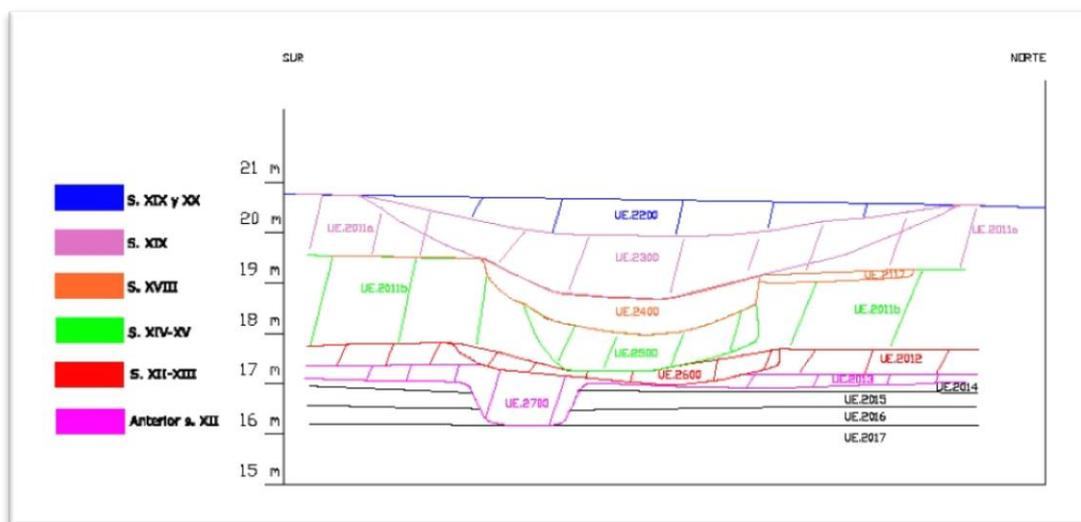 SUR
NORTE
21 m
20 m
19 m
18 m
17 m
16 m
15 m
S. XIX y XX
S. XIX
S. XVIII
S. XIV-XV
S. XII-XIII
Anterior s. XII
UE.2200
UE.2011a
UE.2011a
UE.2300
UE.2117
UE.2011b
UE.2400
UE.2011b
UE.2500
UE.2012
UE.2600
UE.2013
UE.2014
UE.2700
UE.2015
UE.2016
UE.2017